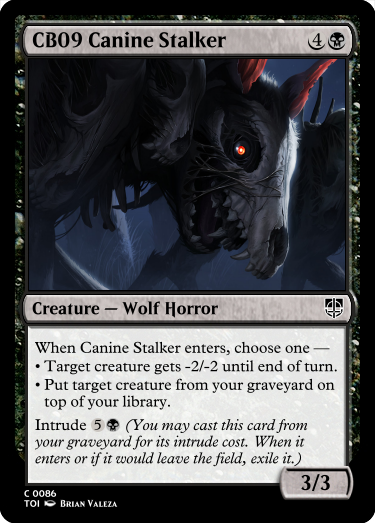 CB09 Canine Stalker 4
Creature — Wolf Horror
When Canine Stalker enters, choose one —
• Target creature gets -2/-2 until end of turn.
• Put target creature from your graveyard on
top of your library.
Intrude 5 (You may cast this card from
your graveyard for its intrude cost. When it
enters or if it would leave the field, exile it.)
3/3
C 0086
TOI Brian Valeza